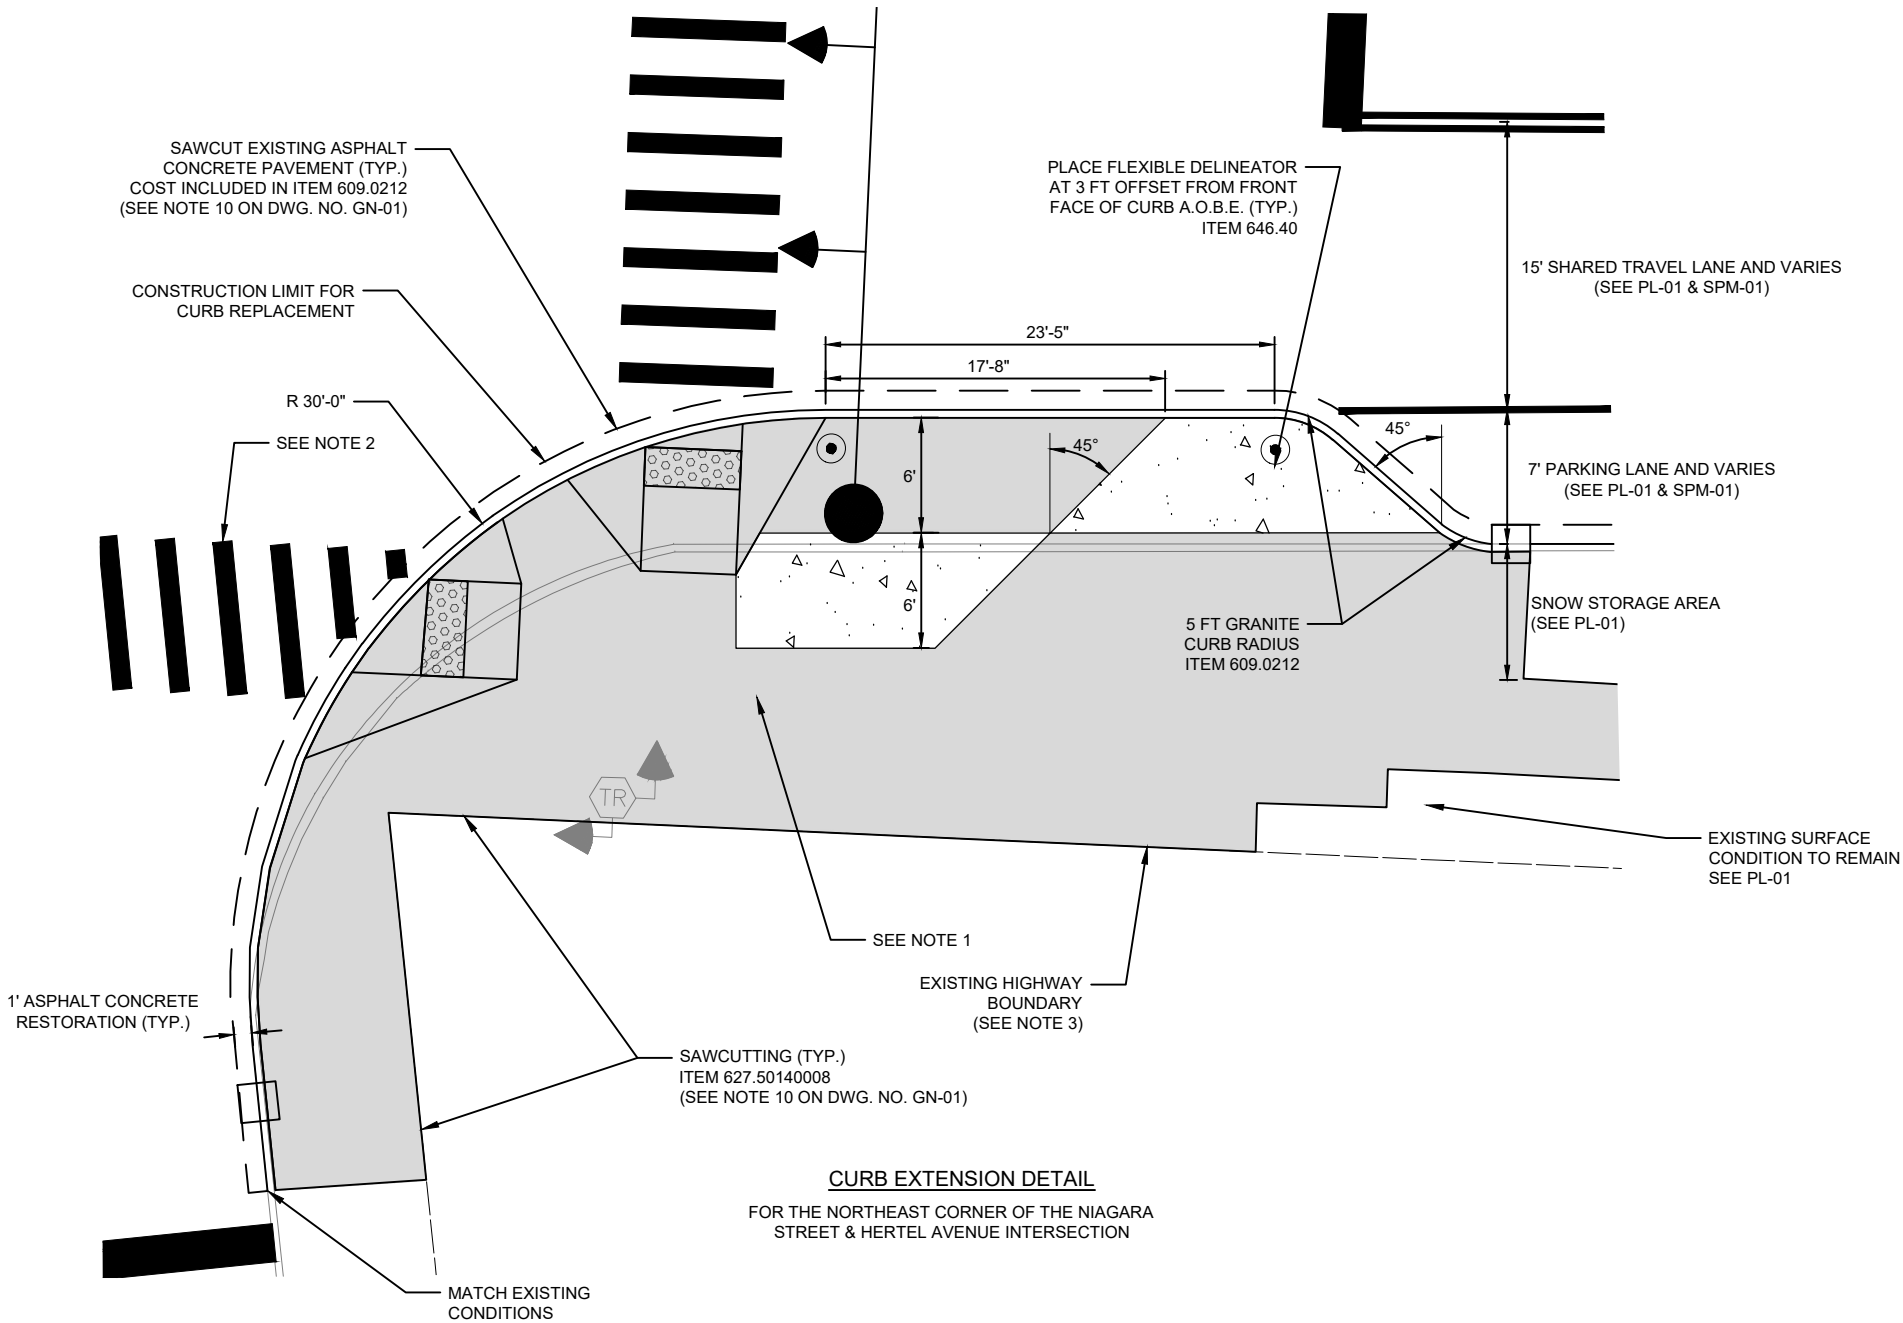 SAWCUT EXISTING ASPHALT
CONCRETE PAVEMENT (TYP.)
COST INCLUDED IN ITEM 609.0212
(SEE NOTE 10 ON DWG. NO. GN-01)
PLACE FLEXIBLE DELINEATOR
AT 3 FT OFFSET FROM FRONT
FACE OF CURB A.O.B.E. (TYP.)
ITEM 646.40
15' SHARED TRAVEL LANE AND VARIES
(SEE PL-01 & SPM-01)
CONSTRUCTION LIMIT FOR
CURB REPLACEMENT
23'-5"
17'-8"
R 30'-0"
SEE NOTE 2
45°
45°
6'
7' PARKING LANE AND VARIES
(SEE PL-01 & SPM-01)
6'
SNOW STORAGE AREA
(SEE PL-01)
5 FT GRANITE
CURB RADIUS
ITEM 609.0212
TR
EXISTING SURFACE
CONDITION TO REMAIN
SEE PL-01
SEE NOTE 1
EXISTING HIGHWAY
BOUNDARY
(SEE NOTE 3)
1' ASPHALT CONCRETE
RESTORATION (TYP.)
SAWCUTTING (TYP.)
ITEM 627.50140008
(SEE NOTE 10 ON DWG. NO. GN-01)
CURB EXTENSION DETAIL
FOR THE NORTHEAST CORNER OF THE NIAGARA
STREET & HERTEL AVENUE INTERSECTION
MATCH EXISTING
CONDITIONS